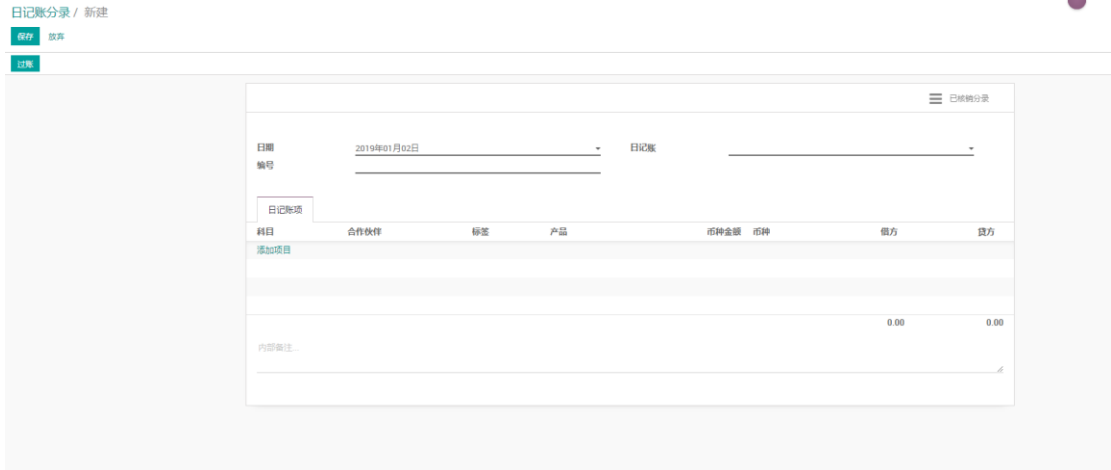 日记账分录 / 新建
保存 放弃
过账
已核销分录
日期 2019年01月02日 日记账
编号
日记账项
科目 合作伙伴 标签 产品 币种金额 币种 借方 贷方
添加项目
0.00 0.00
内部备注...